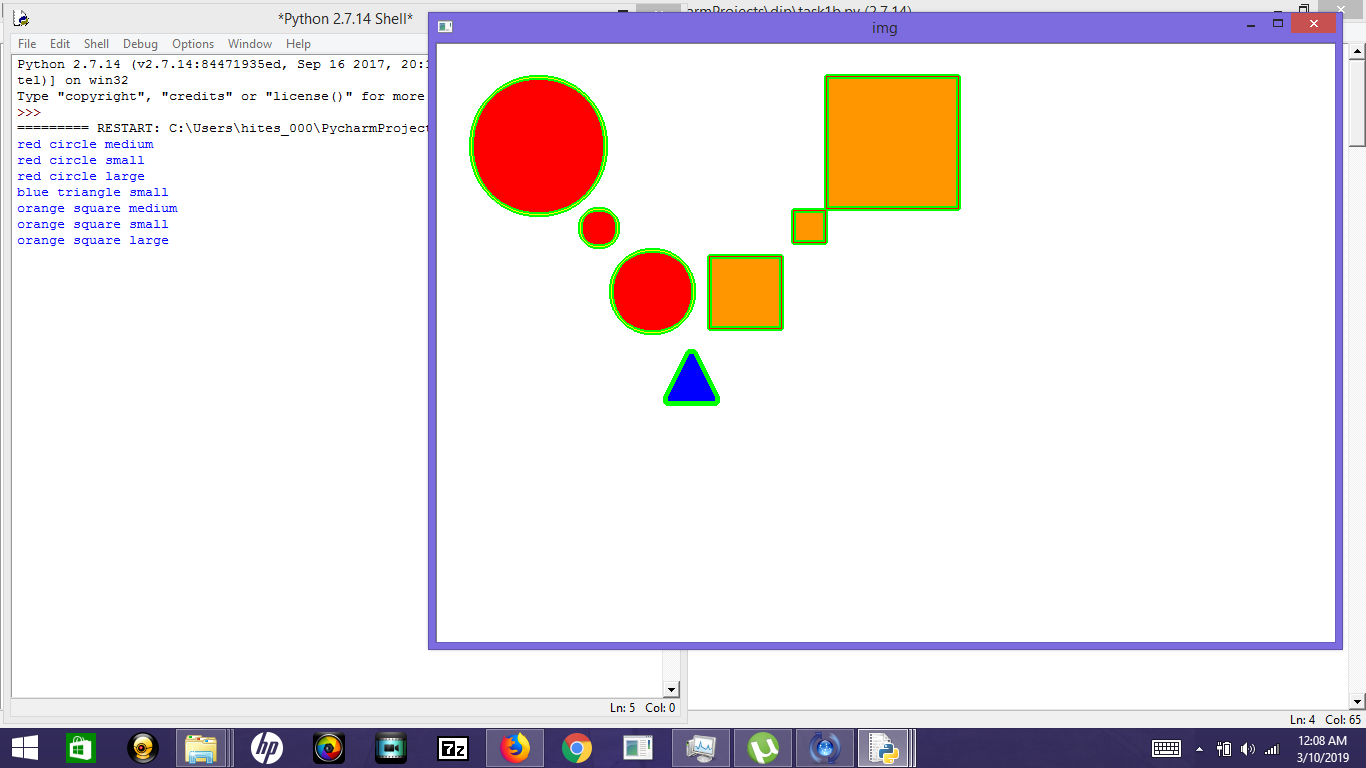 *Python 2.7.14 Shell*
File Edit Shell Debug Options Window Help
Python 2.7.14 (v2.7.14:84471935ed, Sep 16 2017, 20:
tel)] on win32
Type "copyright", "credits" or "license()" for more
>>>
========= RESTART: C:\Users\hites_000\PycharmProject
red circle medium
red circle small
red circle large
blue triangle small
orange square medium
orange square small
orange square large
Ln: 5 Col: 0
armProjects\dip\task1b.py (2.7.14)
img
Ln: 4 Col: 65
hp
7z
12:08 AM
3/10/2019